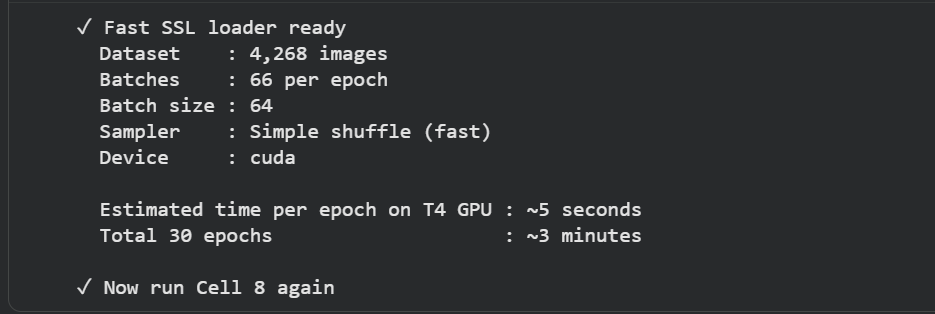 ✓ Fast SSL loader ready
Dataset    : 4,268 images
Batches    : 66 per epoch
Batch size : 64
Sampler    : Simple shuffle (fast)
Device     : cuda
Estimated time per epoch on T4 GPU : ~5 seconds
Total 30 epochs                    : ~3 minutes
✓ Now run Cell 8 again